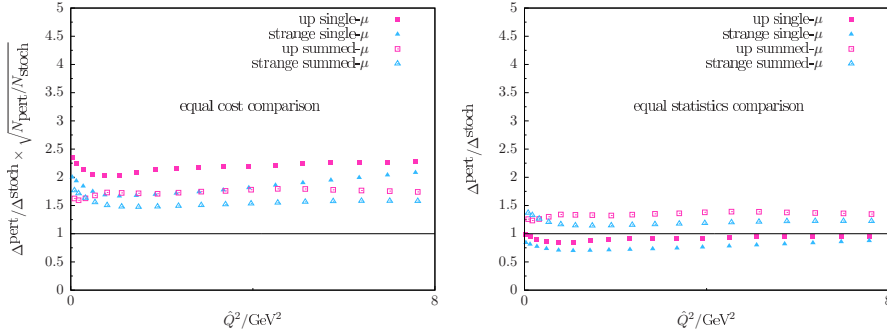 up single-μ
strange single-μ
up summed-μ
strange summed-μ
equal cost comparison
Δ^pert/Δ^stoch × √N_pert/N_stoch
5
4.5
4
3.5
3
2.5
2
1.5
1
0.5
0
0
8
Q̂²/GeV²
up single-μ
strange single-μ
up summed-μ
strange summed-μ
equal statistics comparison
Δ^pert/Δ^stoch
5
4.5
4
3.5
3
2.5
2
1.5
1
0.5
0
0
8
Q̂²/GeV²